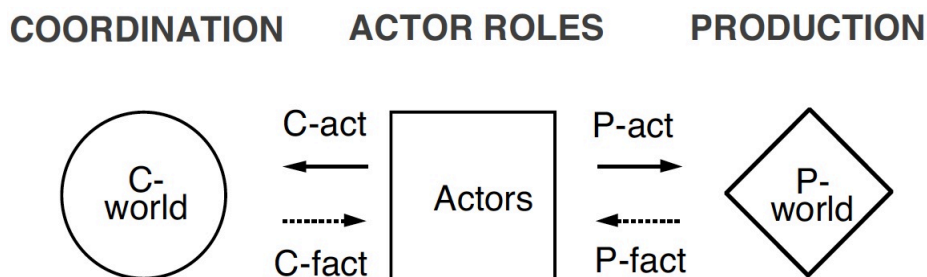 COORDINATION ACTOR ROLES PRODUCTION
C-act P-act
C-
world
Actors
P-
world
C-fact P-fact